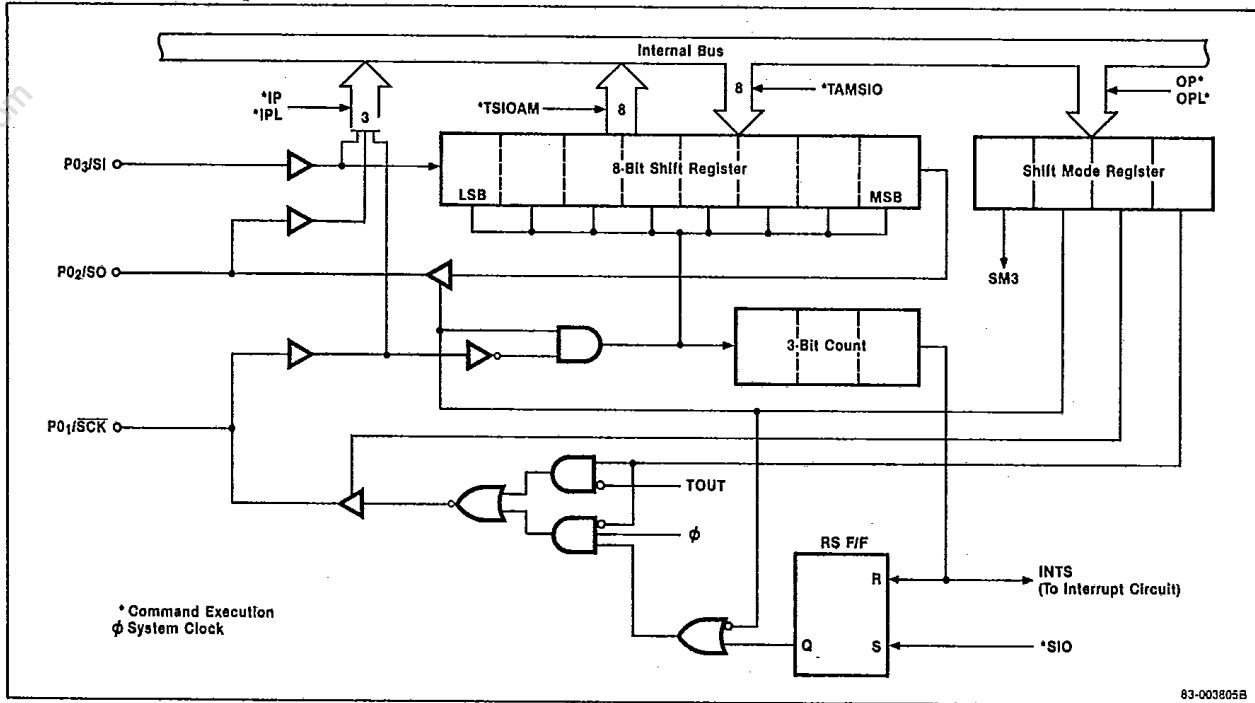 Internal Bus
*IP
*IPL
3
*TSIOAM
8
8
*TAMSIO
OP*
OPL*
P0₃/SI
8-Bit Shift Register
LSB
MSB
Shift Mode Register
P0₂/SO
SM3
3-Bit Count
P0₁/S̅C̅K̅
TOUT
ϕ
RS F/F
R
INTS
(To Interrupt Circuit)
Q
S
*SIO
* Command Execution
ϕ System Clock
83-003805B